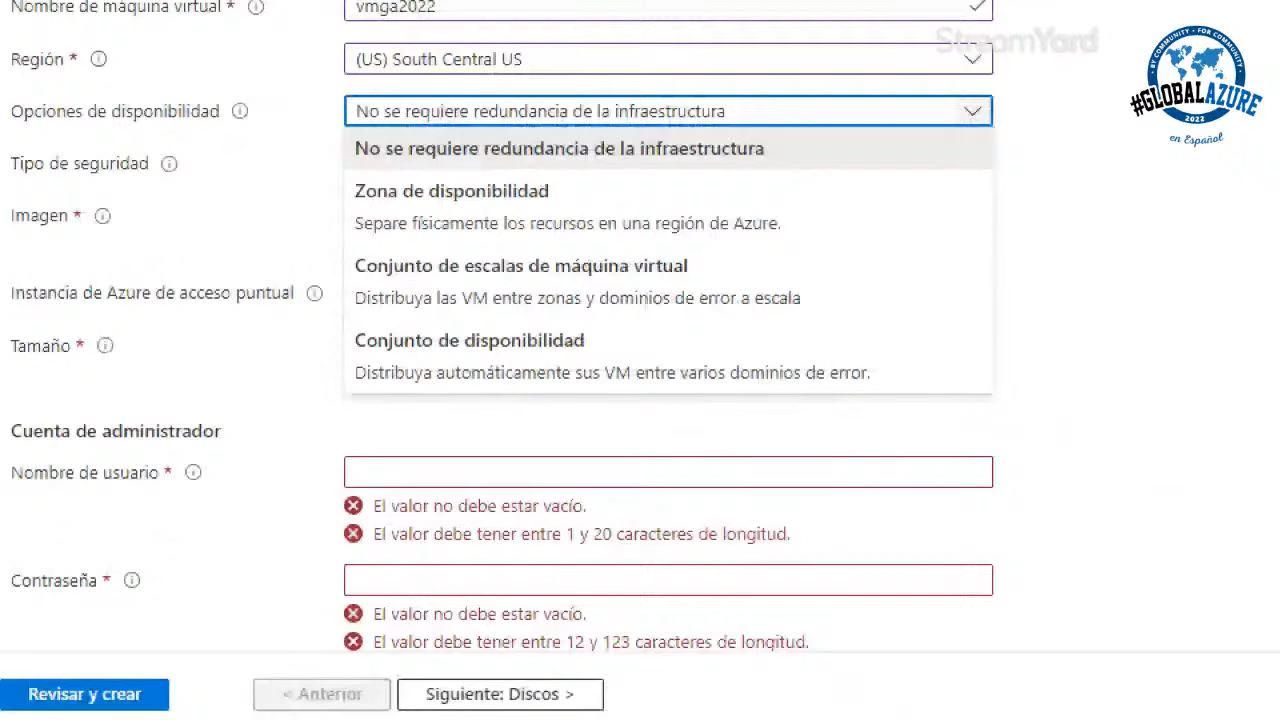 Nombre de máquina virtual *
vmga2022
StreamYard
Región *
(US) South Central US
BY COMMUNITY • FOR COMMUNITY
#GLOBALAZURE
2022
en Español
Opciones de disponibilidad
No se requiere redundancia de la infraestructura
No se requiere redundancia de la infraestructura
Tipo de seguridad
Zona de disponibilidad
Separe físicamente los recursos en una región de Azure.
Imagen *
Conjunto de escalas de máquina virtual
Distribuya las VM entre zonas y dominios de error a escala
Instancia de Azure de acceso puntual
Conjunto de disponibilidad
Distribuya automáticamente sus VM entre varios dominios de error.
Tamaño *
Cuenta de administrador
Nombre de usuario *
El valor no debe estar vacío.
El valor debe tener entre 1 y 20 caracteres de longitud.
Contraseña *
El valor no debe estar vacío.
El valor debe tener entre 12 y 123 caracteres de longitud.
Revisar y crear
< Anterior
Siguiente: Discos >